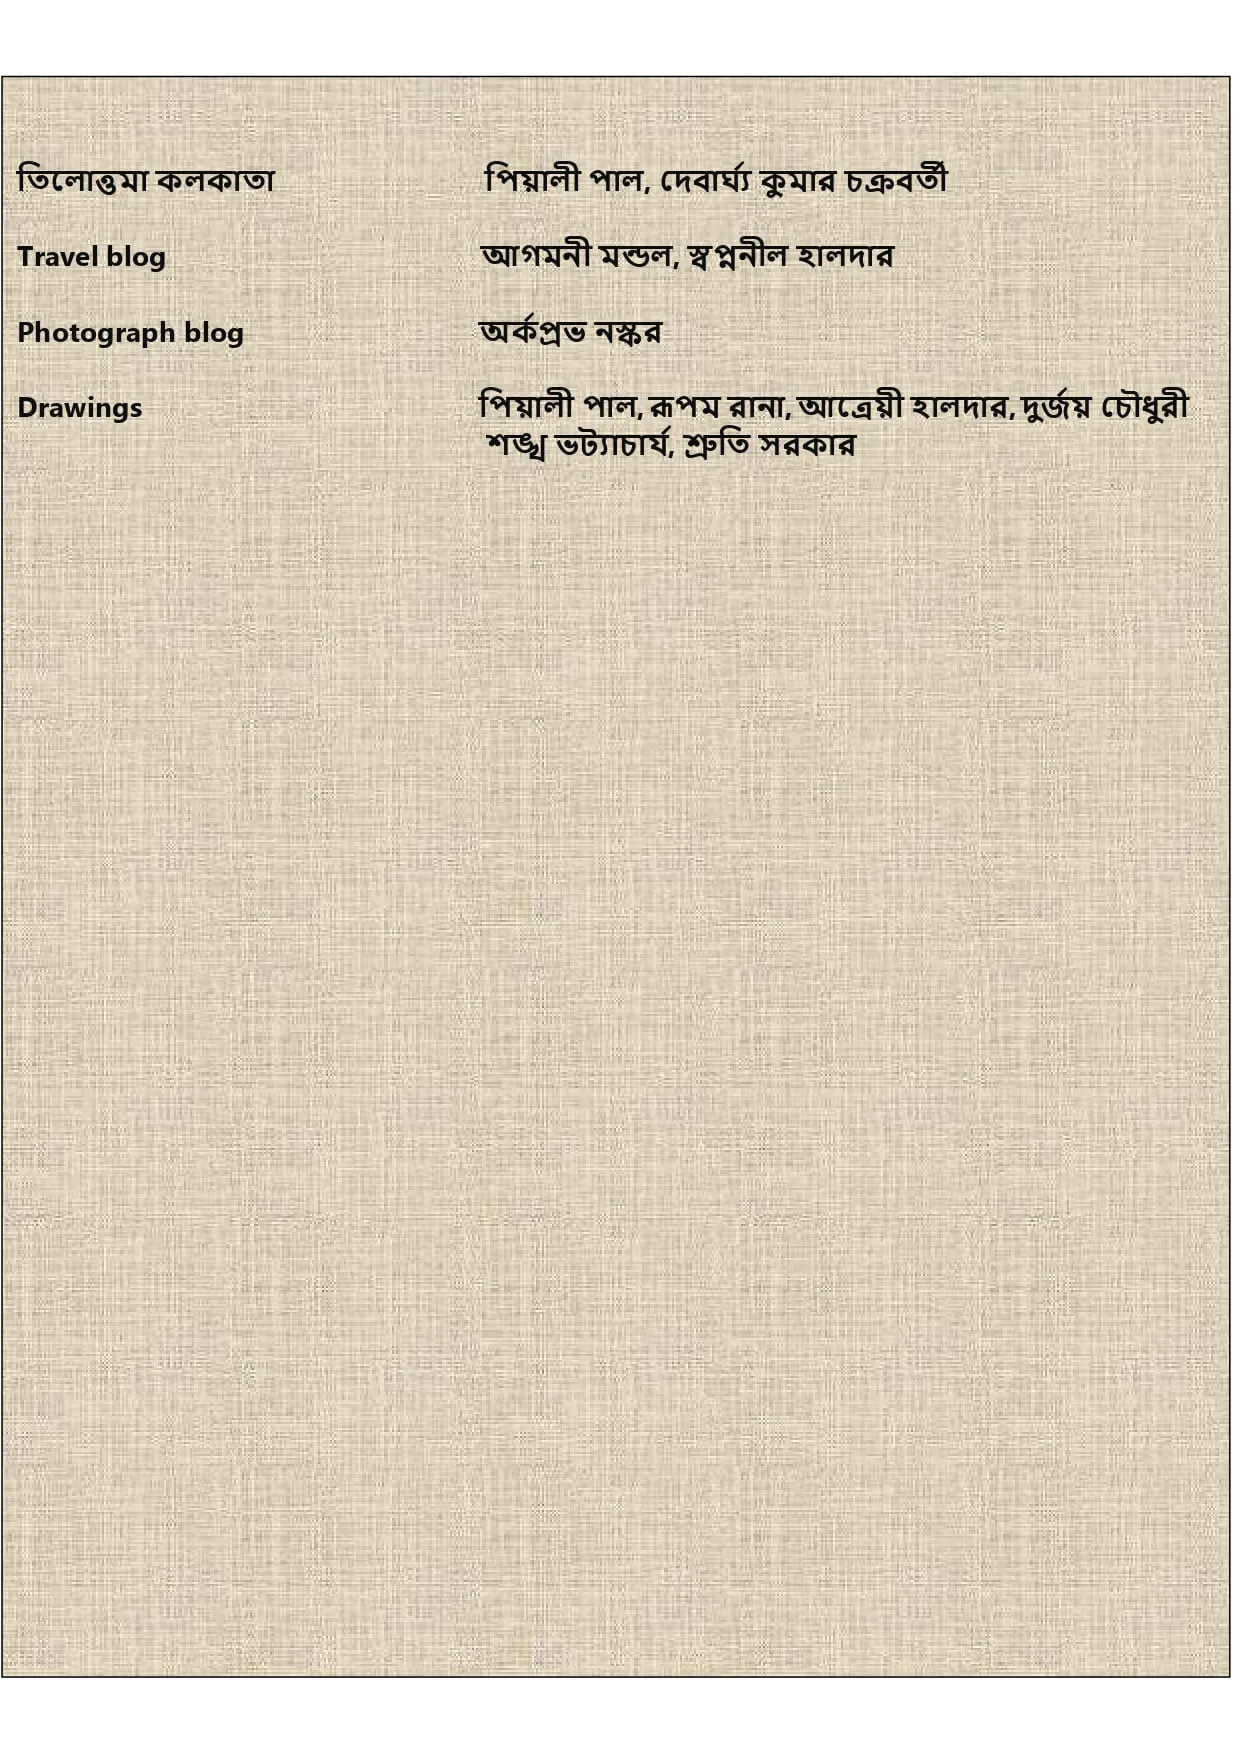 তিলোত্তমা কলকাতা পিয়ালী পাল, দেবার্ঘ্য কুমার চক্রবর্তী
Travel blog আগমনী মন্ডল, স্বপ্ননীল হালদার
Photograph blog অর্কপ্রভ নস্কর
Drawings পিয়ালী পাল, রূপম রানা, আত্রেয়ী হালদার, দুর্জয় চৌধুরী
শঙ্খ ভট্যাচার্য, শ্রুতি সরকার